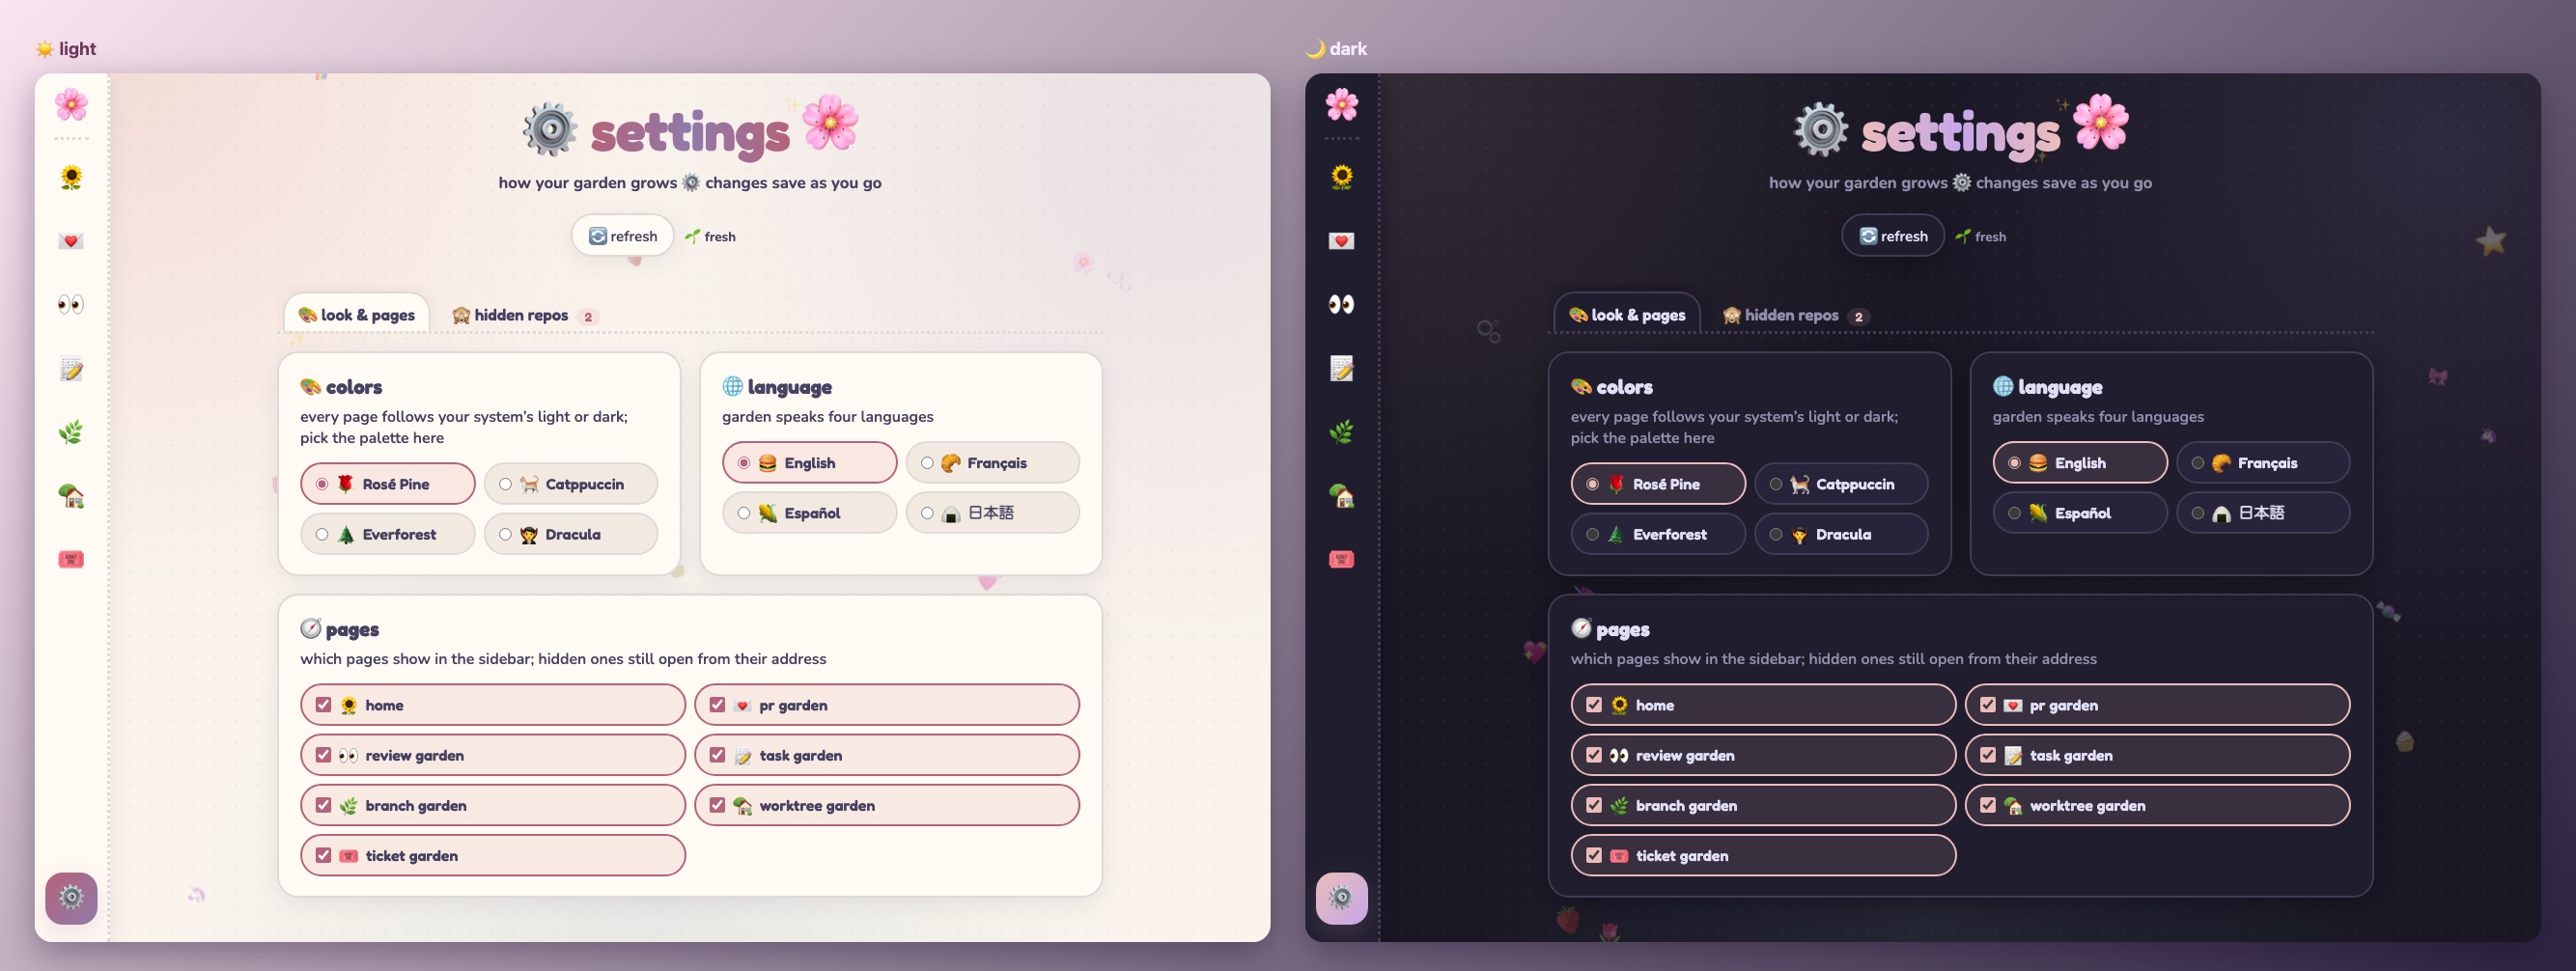 light
settings
how your garden grows changes save as you go
refresh fresh
look & pages hidden repos 2
colors
every page follows your system's light or dark;
pick the palette here
Rosé Pine Catppuccin
Everforest Dracula
language
garden speaks four languages
English Français
Español 日本語
pages
which pages show in the sidebar; hidden ones still open from their address
home pr garden
review garden task garden
branch garden worktree garden
ticket garden
dark
settings
how your garden grows changes save as you go
refresh fresh
look & pages hidden repos 2
colors
every page follows your system's light or dark;
pick the palette here
Rosé Pine Catppuccin
Everforest Dracula
language
garden speaks four languages
English Français
Español 日本語
pages
which pages show in the sidebar; hidden ones still open from their address
home pr garden
review garden task garden
branch garden worktree garden
ticket garden